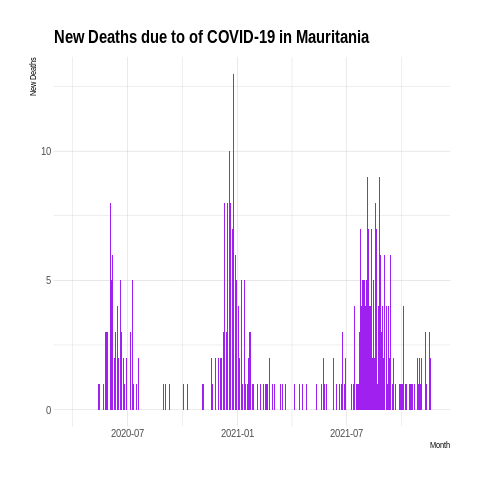 New Deaths due to of COVID-19 in Mauritania
New Deaths
10
5
0
2020-07
2021-01
2021-07
Month